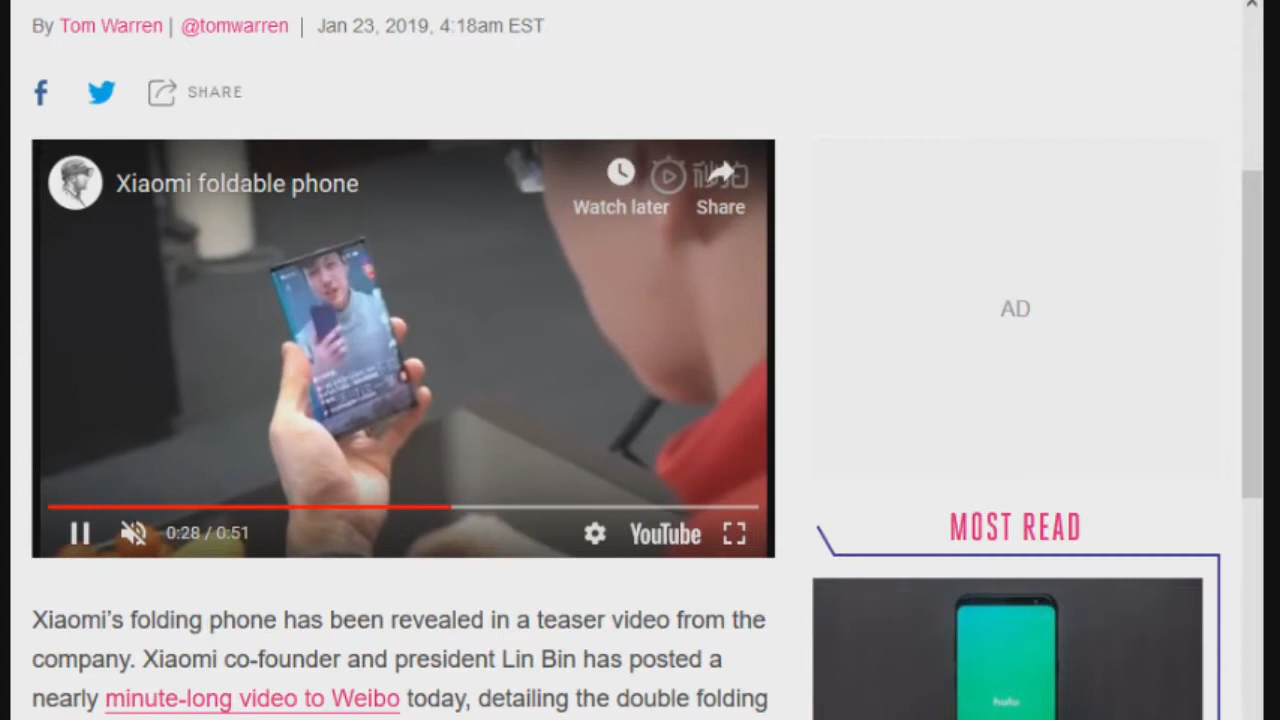 By Tom Warren | @tomwarren | Jan 23, 2019, 4:18am EST
SHARE
Xiaomi foldable phone
Watch later
Share
AD
0:28 / 0:51
YouTube
MOST READ
Xiaomi’s folding phone has been revealed in a teaser video from the
company. Xiaomi co-founder and president Lin Bin has posted a
nearly minute-long video to Weibo today, detailing the double folding
hulu